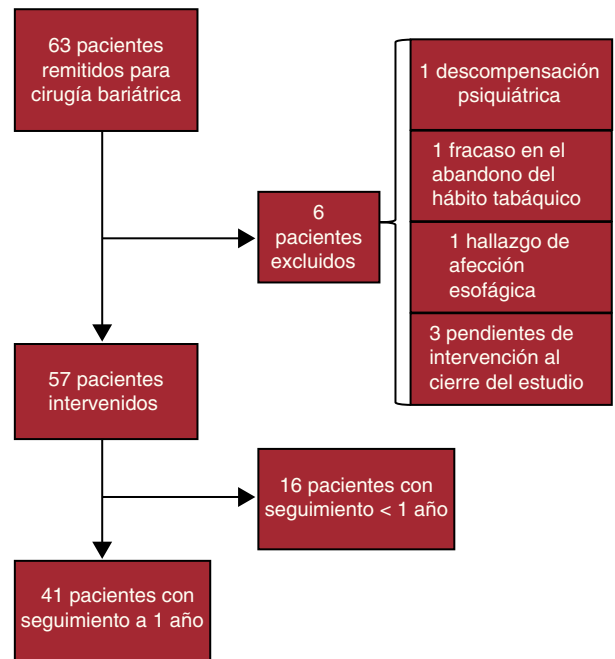 63 pacientes
remitidos para
cirugía bariátrica
1 descompensación
psiquiátrica
1 fracaso en el
abandono del
hábito tabáquico
6
pacientes
excluidos
1 hallazgo de
afección
esofágica
3 pendientes de
intervención al
cierre del estudio
57 pacientes
intervenidos
16 pacientes con
seguimiento < 1 año
41 pacientes con
seguimiento a 1 año